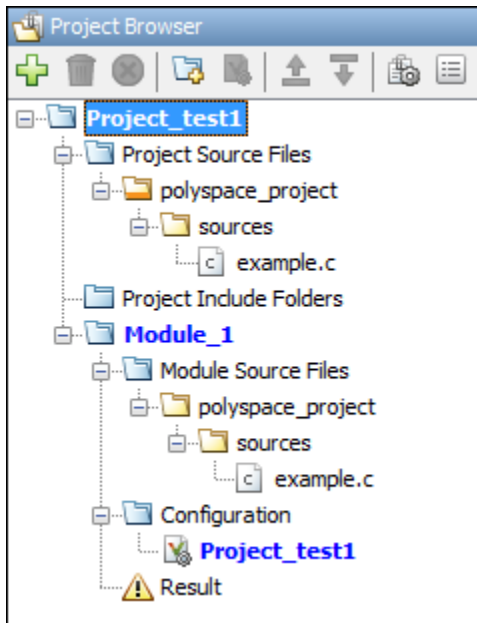 Project Browser
Project_test1
Project Source Files
polyspace_project
sources
c example.c
Project Include Folders
Module_1
Module Source Files
polyspace_project
sources
c example.c
Configuration
Project_test1
Result